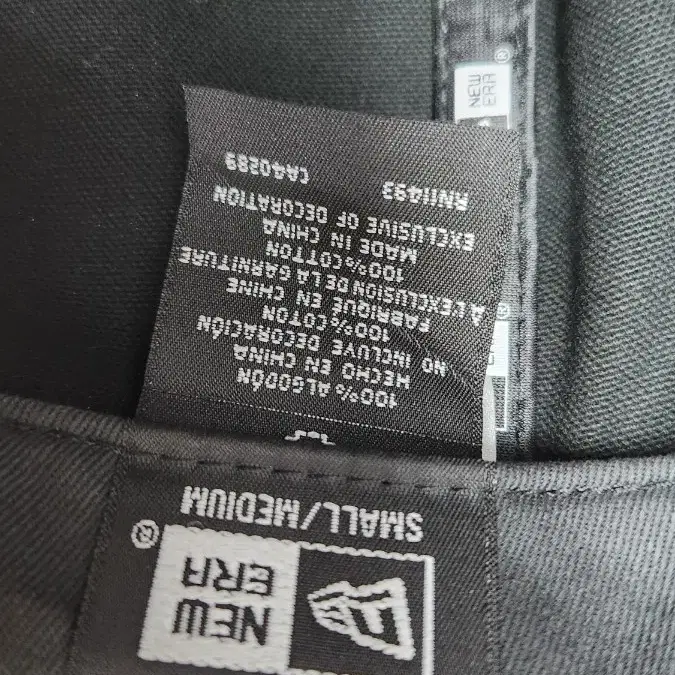 NEW
ERA
®
®
NEW
ERA
®
SMALL/MEDIUM
100% ALGODÓN
HECHO EN CHINA
NO INCLUYE DECORACIÓN
100% COTON
FABRIQUÉ EN CHINE
À L'EXCLUSION DE LA GARNITURE
100% COTTON
MADE IN CHINA
EXCLUSIVE OF DECORATION
RN11493 CA40289